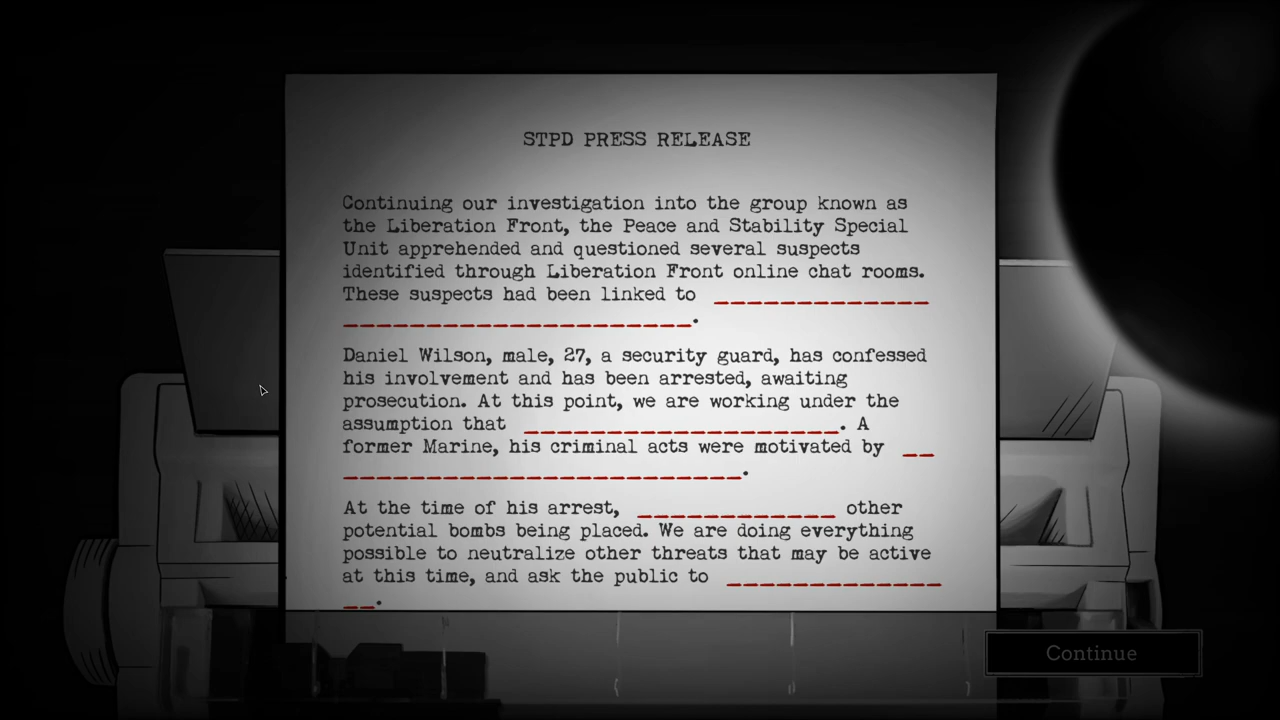 STPD PRESS RELEASE
Continuing our investigation into the group known as
the Liberation Front, the Peace and Stability Special
Unit apprehended and questioned several suspects
identified through Liberation Front online chat rooms.
These suspects had been linked to _____________
_____________________.
Daniel Wilson, male, 27, a security guard, has confessed
his involvement and has been arrested, awaiting
prosecution. At this point, we are working under the
assumption that ___________________. A
former Marine, his criminal acts were motivated by __
________________________.
At the time of his arrest, ____________ other
potential bombs being placed. We are doing everything
possible to neutralize other threats that may be active
at this time, and ask the public to _____________
__.
Continue